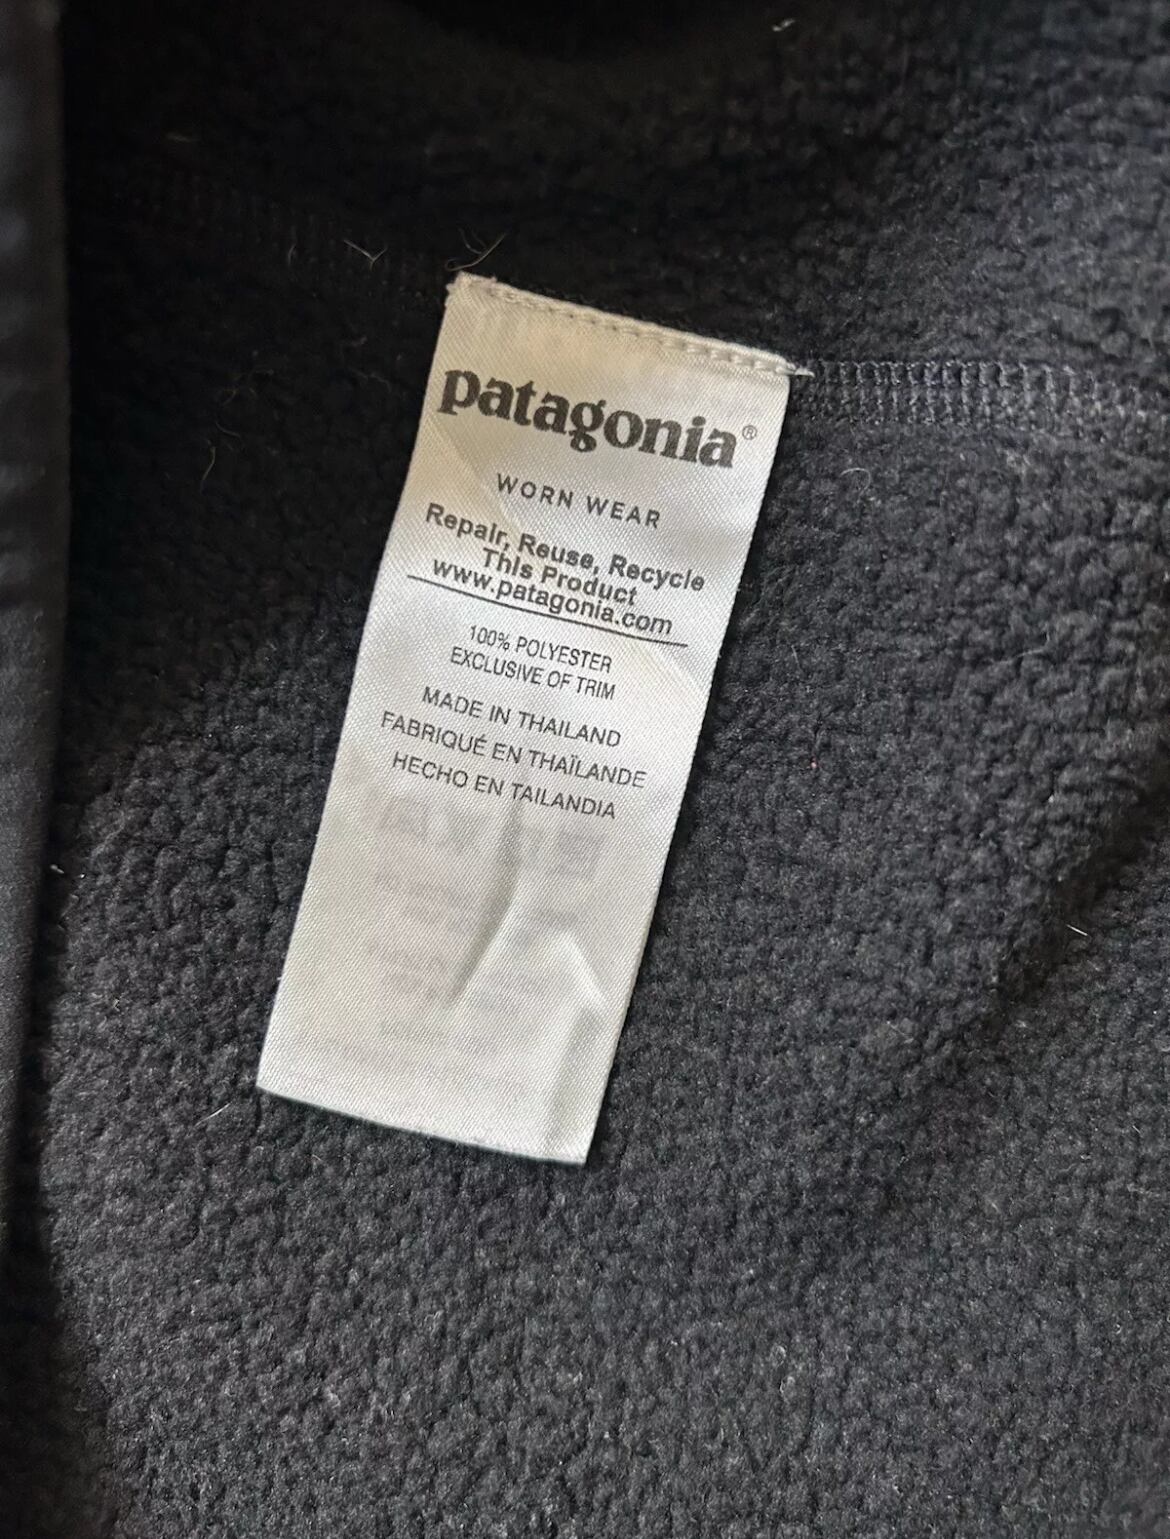 patagonia®
WORN WEAR
Repair, Reuse, Recycle
This Product
www.patagonia.com
100% POLYESTER
EXCLUSIVE OF TRIM
MADE IN THAILAND
FABRIQUÉ EN THAÏLANDE
HECHO EN TAILANDIA